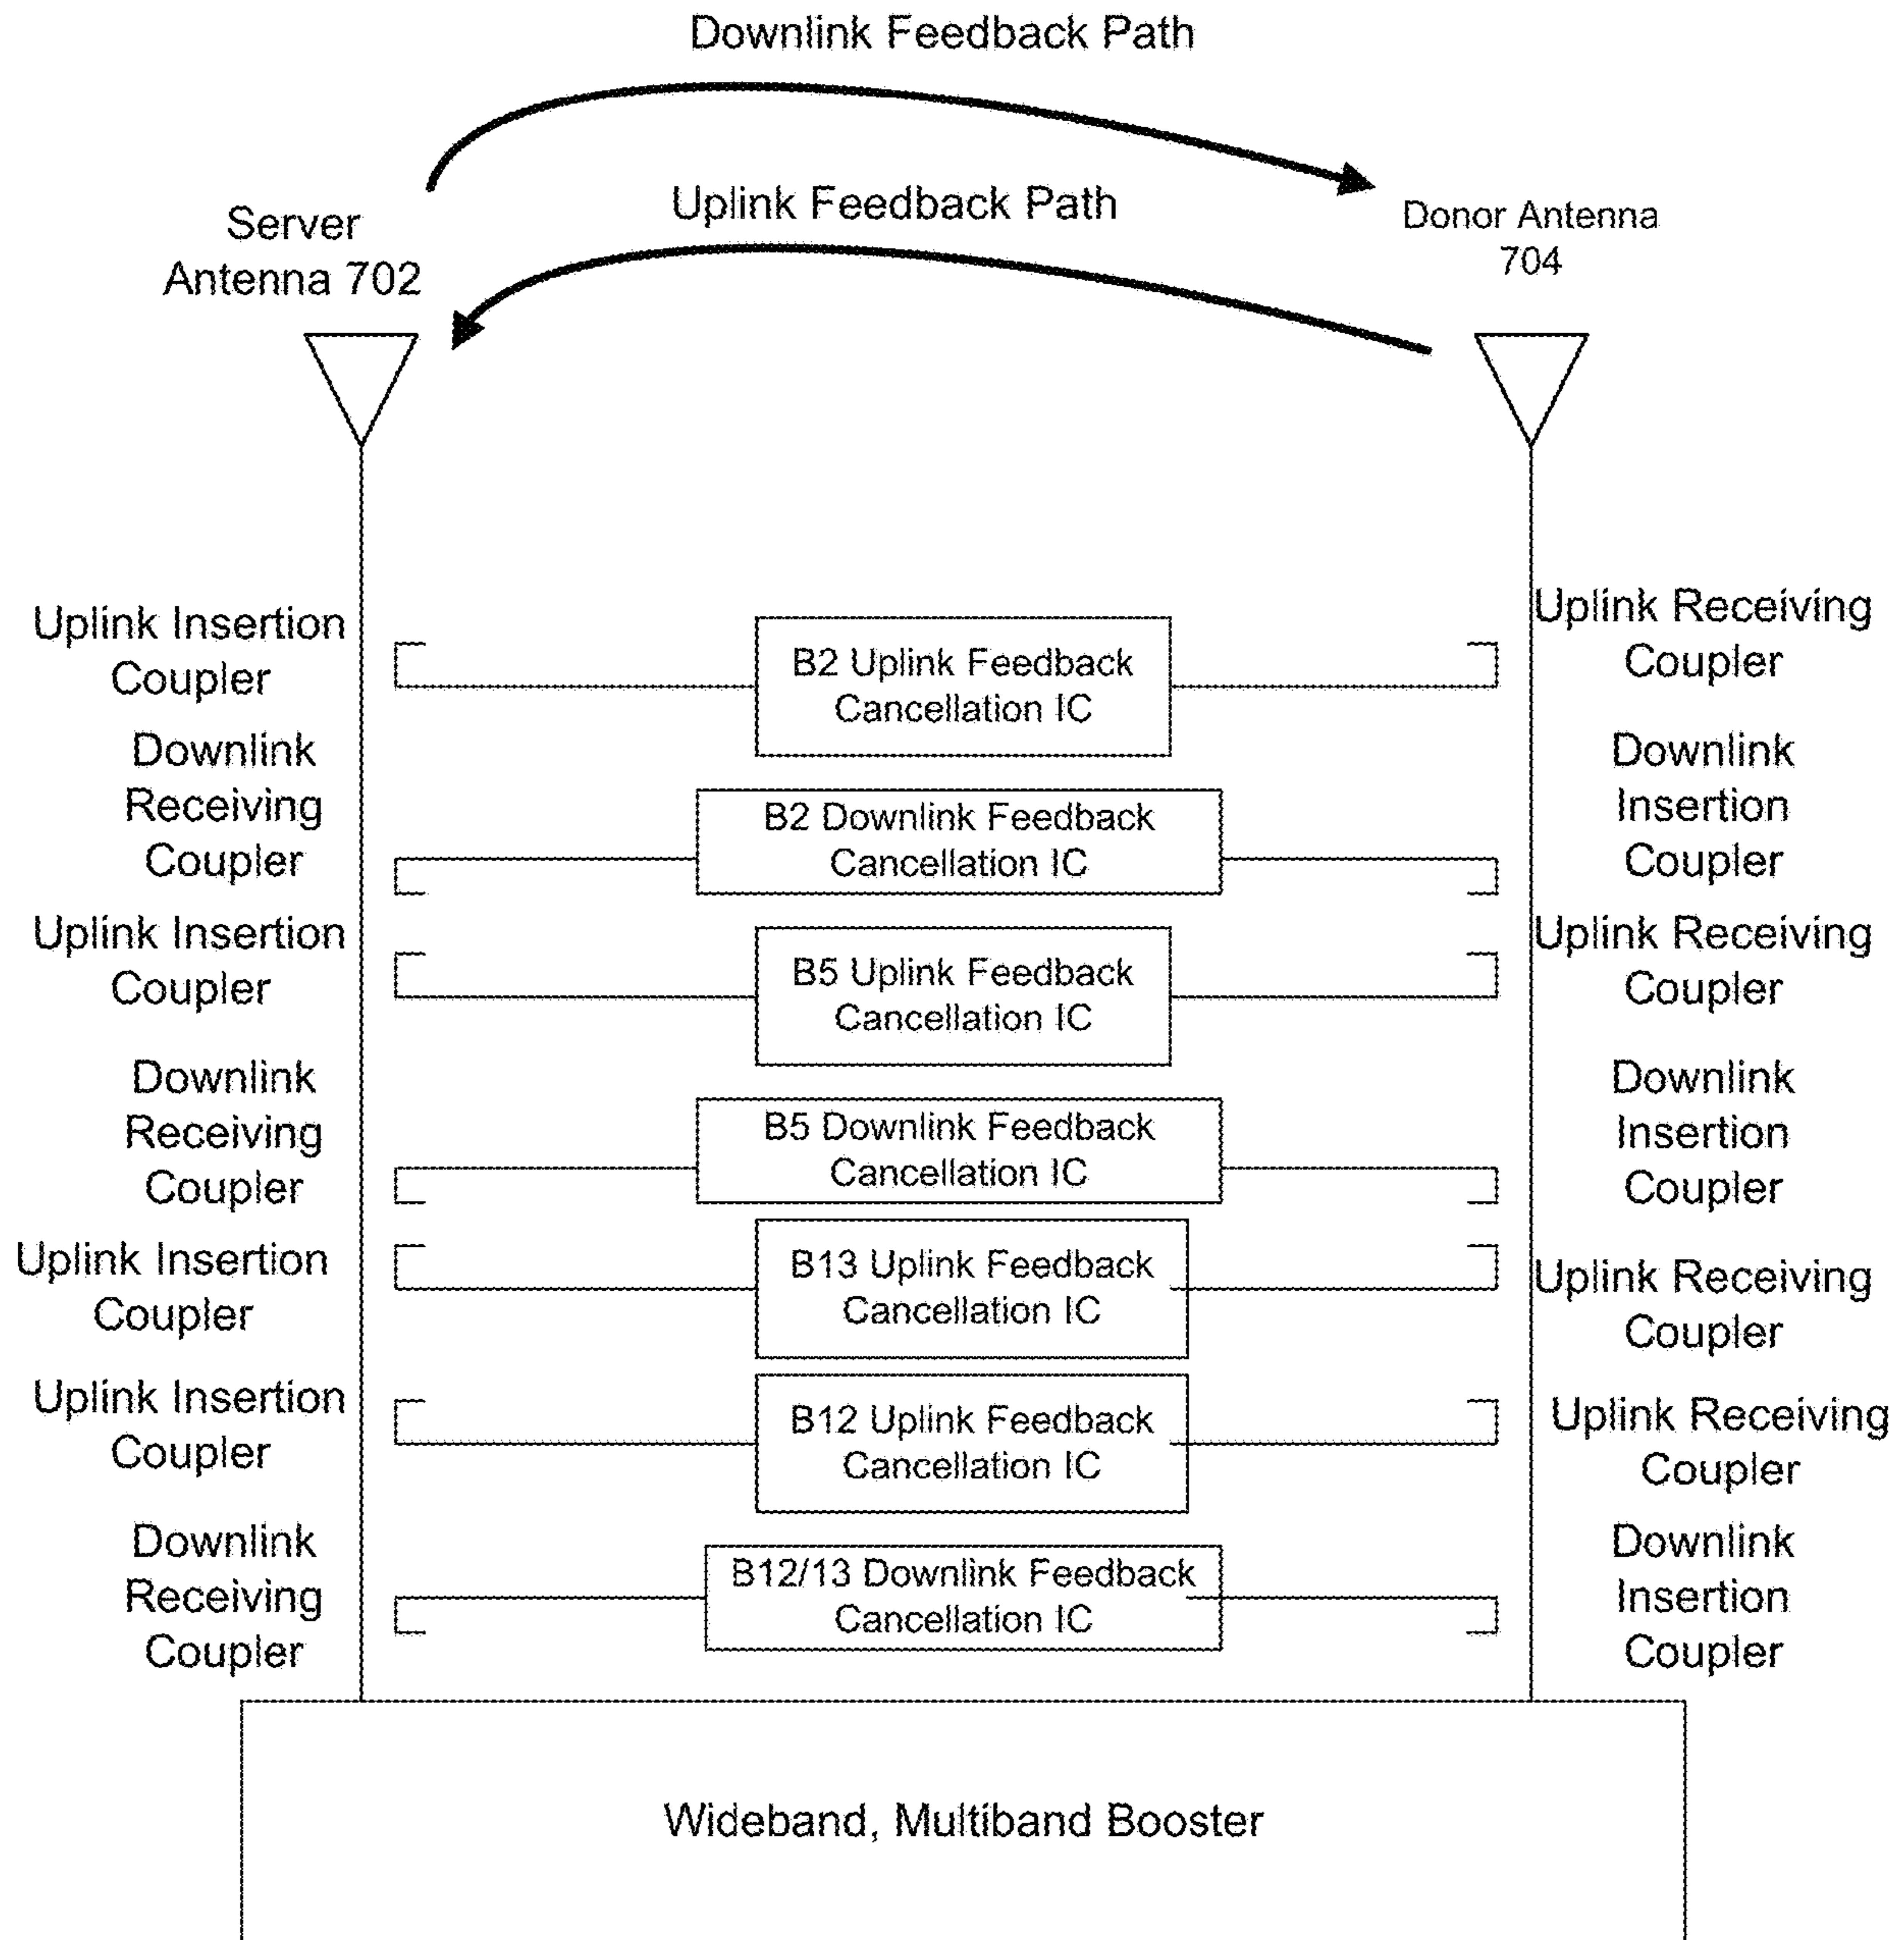 Downlink Feedback Path
Uplink Feedback Path
Server
Antenna 702
Donor Antenna
704
Uplink Insertion
Coupler
B2 Uplink Feedback
Cancellation IC
Uplink Receiving
Coupler
Downlink
Receiving
Coupler
B2 Downlink Feedback
Cancellation IC
Downlink
Insertion
Coupler
Uplink Insertion
Coupler
B5 Uplink Feedback
Cancellation IC
Uplink Receiving
Coupler
Downlink
Receiving
Coupler
B5 Downlink Feedback
Cancellation IC
Downlink
Insertion
Coupler
Uplink Insertion
Coupler
B13 Uplink Feedback
Cancellation IC
Uplink Receiving
Coupler
Uplink Insertion
Coupler
B12 Uplink Feedback
Cancellation IC
Uplink Receiving
Coupler
Downlink
Receiving
Coupler
B12/13 Downlink Feedback
Cancellation IC
Downlink
Insertion
Coupler
Wideband, Multiband Booster